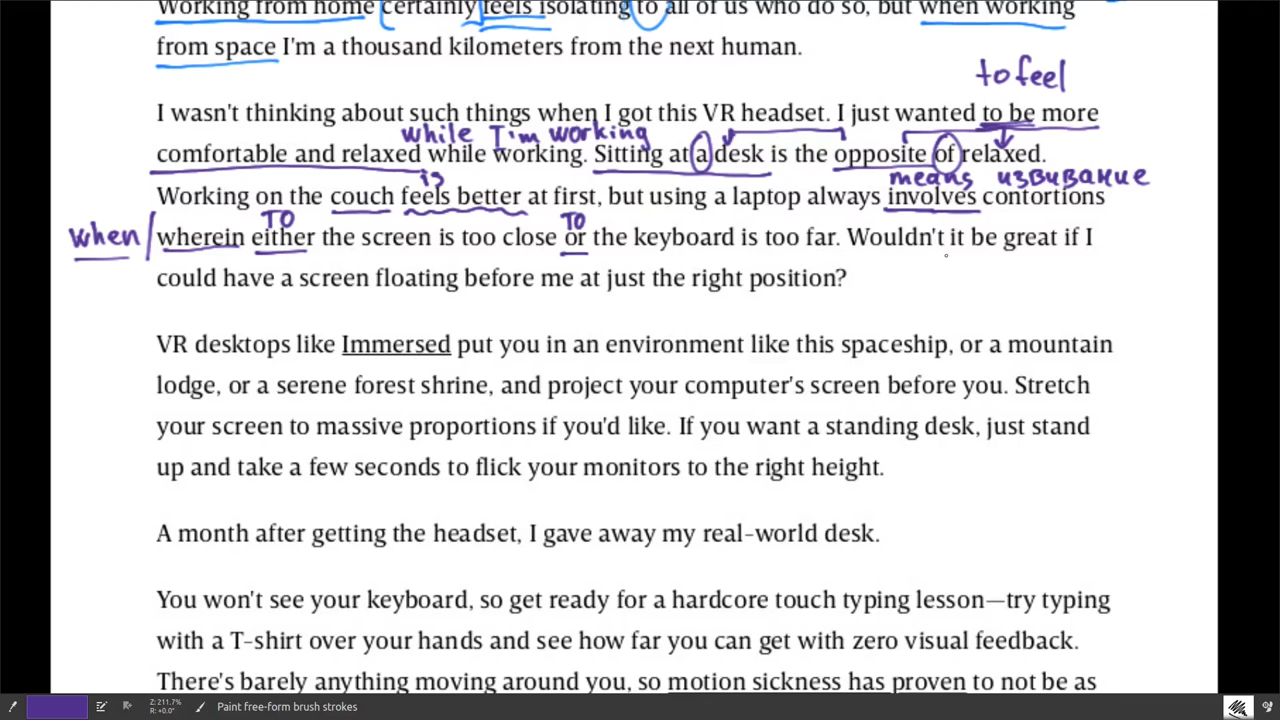 Working from home certainly feels isolating to all of us who do so, but when working
from space I'm a thousand kilometers from the next human.
to feel
I wasn't thinking about such things when I got this VR headset. I just wanted to be more
while I'm working
comfortable and relaxed while working. Sitting at a desk is the opposite of relaxed.
is means извивание
Working on the couch feels better at first, but using a laptop always involves contortions
TO TO
when/ wherein either the screen is too close or the keyboard is too far. Wouldn't it be great if I
could have a screen floating before me at just the right position?
VR desktops like Immersed put you in an environment like this spaceship, or a mountain
lodge, or a serene forest shrine, and project your computer's screen before you. Stretch
your screen to massive proportions if you'd like. If you want a standing desk, just stand
up and take a few seconds to flick your monitors to the right height.
A month after getting the headset, I gave away my real-world desk.
You won't see your keyboard, so get ready for a hardcore touch typing lesson—try typing
with a T-shirt over your hands and see how far you can get with zero visual feedback.
There's barely anything moving around you, so motion sickness has proven to not be as
Z: 211.7%
R: +0.0°
Paint free-form brush strokes